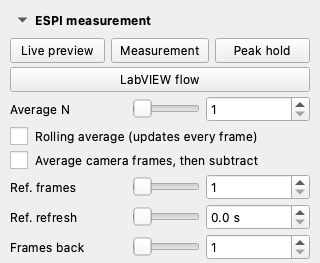 ESPI measurement
Live preview Measurement Peak hold
LabVIEW flow
Average N 1
Rolling average (updates every frame)
Average camera frames, then subtract
Ref. frames 1
Ref. refresh 0.0 s
Frames back 1